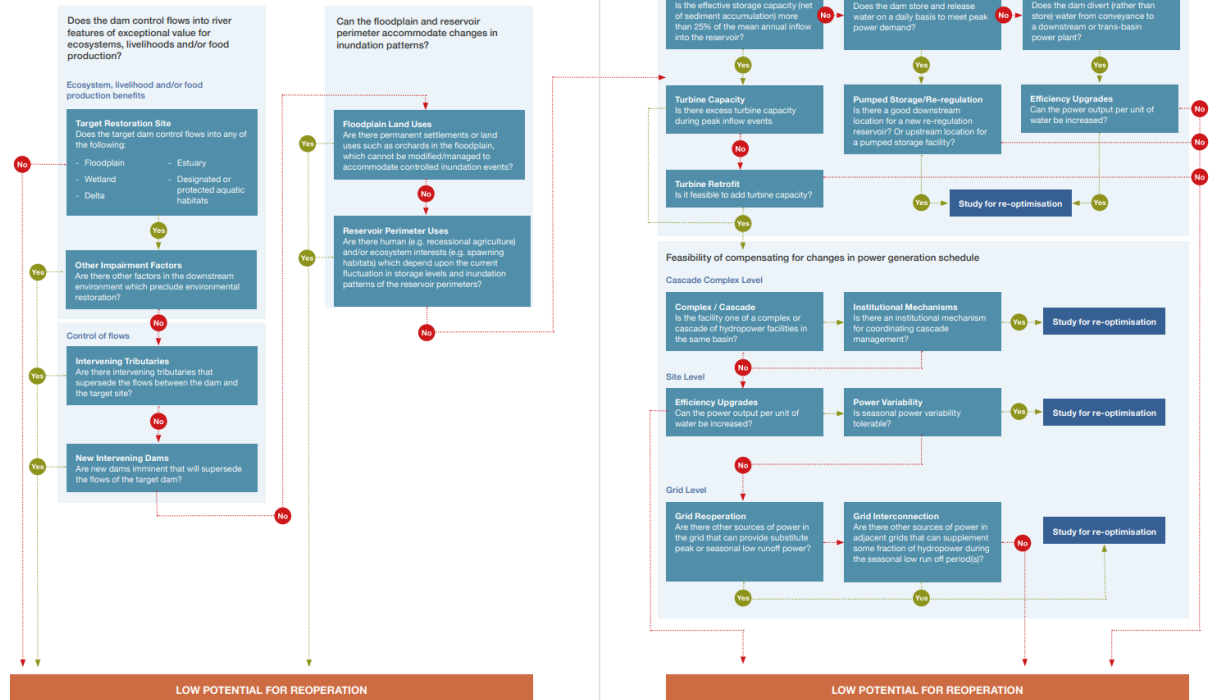 Does the dam control flows into river
features of exceptional value for
ecosystems, livelihoods and/or food
production?
Ecosystem, livelihood and/or food
production benefits
Target Restoration Site
Does the target dam control flows into any of
the following:
- Floodplain
- Wetland
- Delta
- Estuary
- Designated or
protected aquatic
habitats
No
Yes
Other Impairment Factors
Are there other factors in the downstream
environment which preclude environmental
restoration?
Yes
No
Control of flows
Intervening Tributaries
Are there intervening tributaries that
supersede the flows between the dam and
the target site?
Yes
No
New Intervening Dams
Are new dams imminent that will supersede
the flows of the target dam?
Yes
No
Can the floodplain and reservoir
perimeter accommodate changes in
inundation patterns?
Floodplain Land Uses
Are there permanent settlements or land
uses such as orchards in the floodplain,
which cannot be modified/managed to
accommodate controlled inundation events?
Yes
No
Reservoir Perimeter Uses
Are there human (e.g. recessional agriculture)
and/or ecosystem interests (e.g. spawning
habitats) which depend upon the current
fluctuation in storage levels and inundation
patterns of the reservoir perimeters?
Yes
No
LOW POTENTIAL FOR REOPERATION
Is the effective storage capacity (net
of sediment accumulation) more
than 25% of the mean annual inflow
into the reservoir?
No
Does the dam store and release
water on a daily basis to meet peak
power demand?
No
Does the dam divert (rather than
store) water from conveyance to
a downstream or trans-basin
power plant?
Yes
Yes
Yes
Turbine Capacity
Is there excess turbine capacity
during peak inflow events
No
Pumped Storage/Re-regulation
Is there a good downstream
location for a new re-regulation
reservoir? Or upstream location for
a pumped storage facility?
Efficiency Upgrades
Can the power output per unit of
water be increased?
No
No
Turbine Retrofit
Is it feasible to add turbine capacity?
No
Yes
Yes
Study for re-optimisation
Yes
Feasibility of compensating for changes in power generation schedule
Cascade Complex Level
Complex / Cascade
Is the facility one of a complex or
cascade of hydropower facilities in
the same basin?
Institutional Mechanisms
Is there an institutional mechanism
for coordinating cascade
management?
Yes
Study for re-optimisation
No
Site Level
Efficiency Upgrades
Can the power output per unit of
water be increased?
Power Variability
Is seasonal power variability
tolerable?
Yes
Study for re-optimisation
No
Grid Level
Grid Reoperation
Are there other sources of power in
the grid that can provide substitute
peak or seasonal low runoff power?
Grid Interconnection
Are there other sources of power in
adjacent grids that can supplement
some fraction of hydropower during
the seasonal low run off period(s)?
No
Study for re-optimisation
Yes
Yes
LOW POTENTIAL FOR REOPERATION